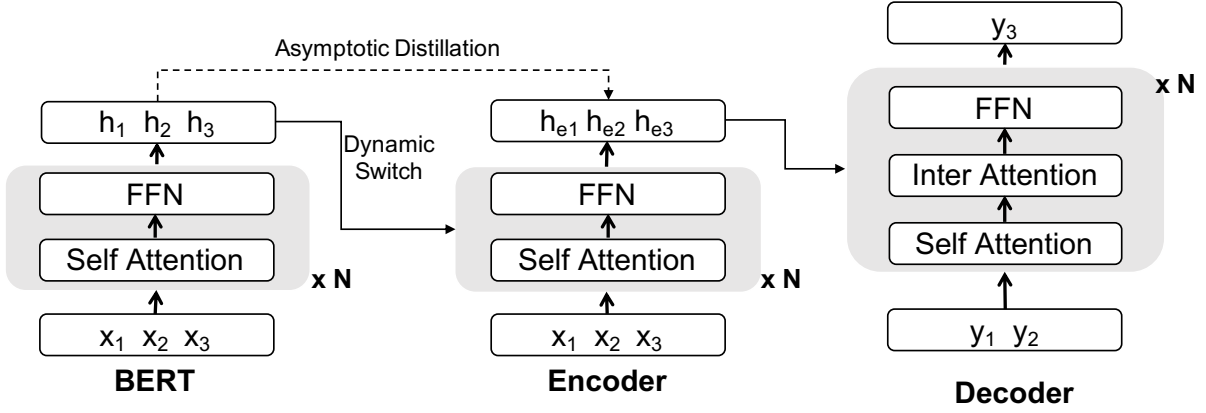 Asymptotic Distillation
h₁ h₂ h₃
Dynamic
Switch
FFN
Self Attention
x N
x₁ x₂ x₃
BERT
hₑ₁ hₑ₂ hₑ₃
FFN
Self Attention
x N
x₁ x₂ x₃
Encoder
y₃
x N
FFN
Inter Attention
Self Attention
y₁ y₂
Decoder